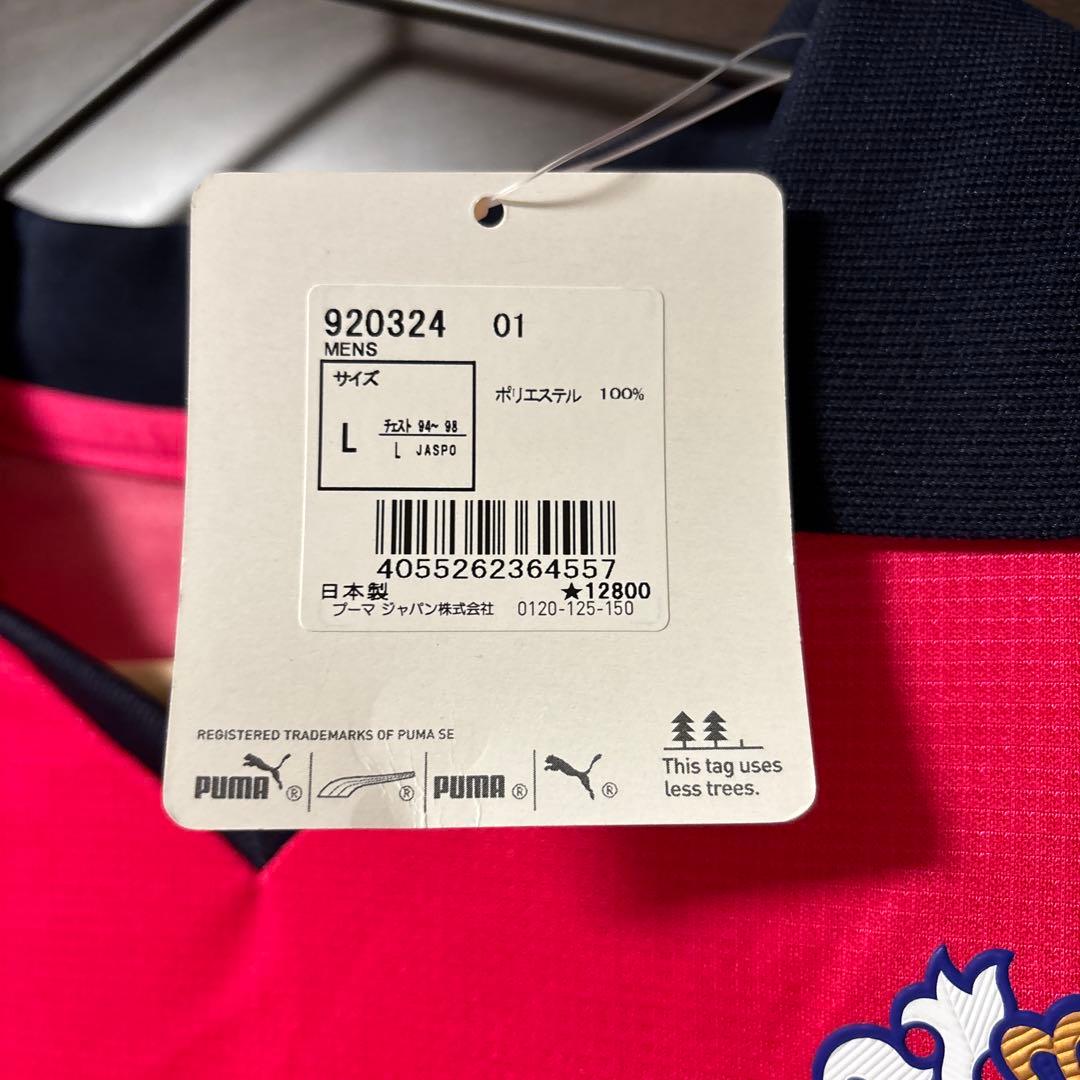 920324 01
MENS
サイズ
ポリエステル 100%
L
チェスト 94~ 98
L JASPO
4055262364557
日本製 ★12800
プーマ ジャパン株式会社 0120-125-150
REGISTERED TRADEMARKS OF PUMA SE
PUMA ® ® PUMA ® ®
This tag uses
less trees.